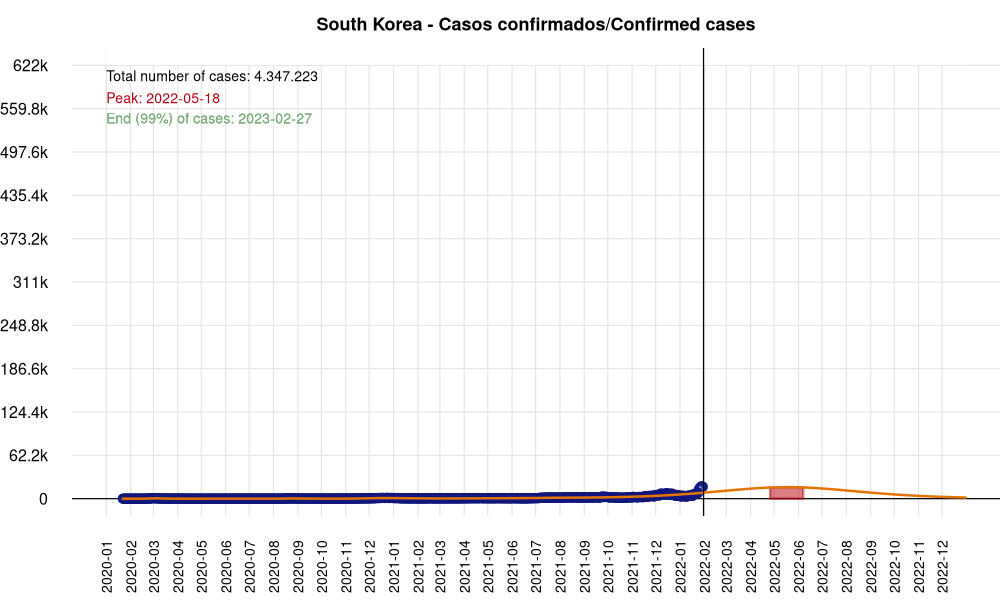 South Korea - Casos confirmados/Confirmed cases
Total number of cases: 4.347.223
Peak: 2022-05-18
End (99%) of cases: 2023-02-27
622k
559.8k
497.6k
435.4k
373.2k
311k
248.8k
186.6k
124.4k
62.2k
0
2020-01
2020-02
2020-03
2020-04
2020-05
2020-06
2020-07
2020-08
2020-09
2020-10
2020-11
2020-12
2021-01
2021-02
2021-03
2021-04
2021-05
2021-06
2021-07
2021-08
2021-09
2021-10
2021-11
2021-12
2022-01
2022-02
2022-03
2022-04
2022-05
2022-06
2022-07
2022-08
2022-09
2022-10
2022-11
2022-12